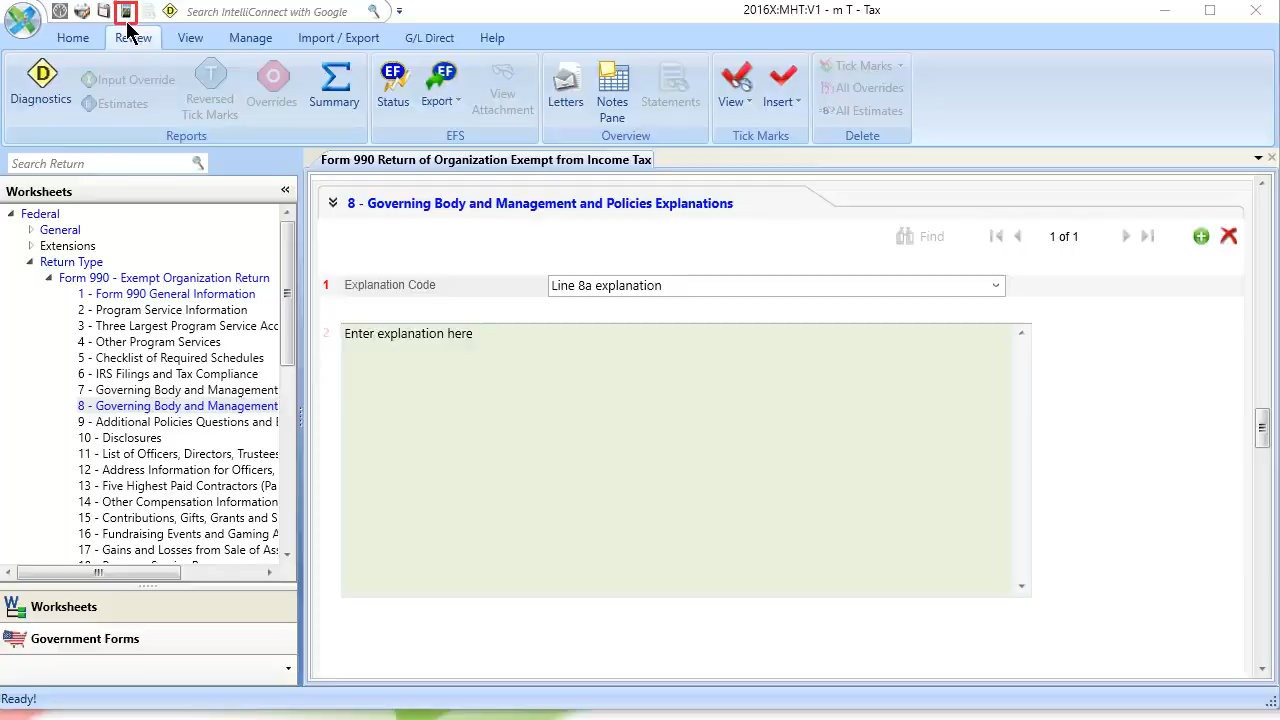 Search IntelliConnect with Google
2016X:MHT:V1 - m T - Tax
Home
Review
View
Manage
Import / Export
G/L Direct
Help
Diagnostics
Input Override
Estimates
Reversed
Tick Marks
Overrides
Summary
Reports
Status
Export
View
Attachment
EFS
Letters
Notes
Pane
Statements
Overview
View
Insert
Tick Marks
Tick Marks
All Overrides
All Estimates
Delete
Search Return
Worksheets
Federal
General
Extensions
Return Type
Form 990 - Exempt Organization Return
1 - Form 990 General Information
2 - Program Service Information
3 - Three Largest Program Service Acc
4 - Other Program Services
5 - Checklist of Required Schedules
6 - IRS Filings and Tax Compliance
7 - Governing Body and Management
8 - Governing Body and Management
9 - Additional Policies Questions and E
10 - Disclosures
11 - List of Officers, Directors, Trustees
12 - Address Information for Officers,
13 - Five Highest Paid Contractors (Pa
14 - Other Compensation Information
15 - Contributions, Gifts, Grants and S
16 - Fundraising Events and Gaming A
17 - Gains and Losses from Sale of As
Worksheets
Government Forms
Ready!
Form 990 Return of Organization Exempt from Income Tax
8 - Governing Body and Management and Policies Explanations
Find
1 of 1
1 Explanation Code
Line 8a explanation
2
Enter explanation here